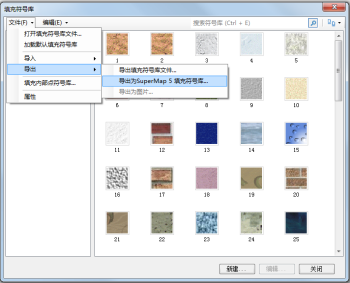 填充符号库
文件(F)
编辑(E)
搜索符号库 (Ctrl + E)
打开填充符号库文件...
加载默认填充符号库
导入
导出
填充内部点符号库...
属性
导出填充符号库文件...
导出为SuperMap 5 填充符号库...
导出为图片...
6 7 8 9 10
11 12 13 14 15
16 17 18 19 20
21 22 23 24 25
新建...
编辑...
关闭